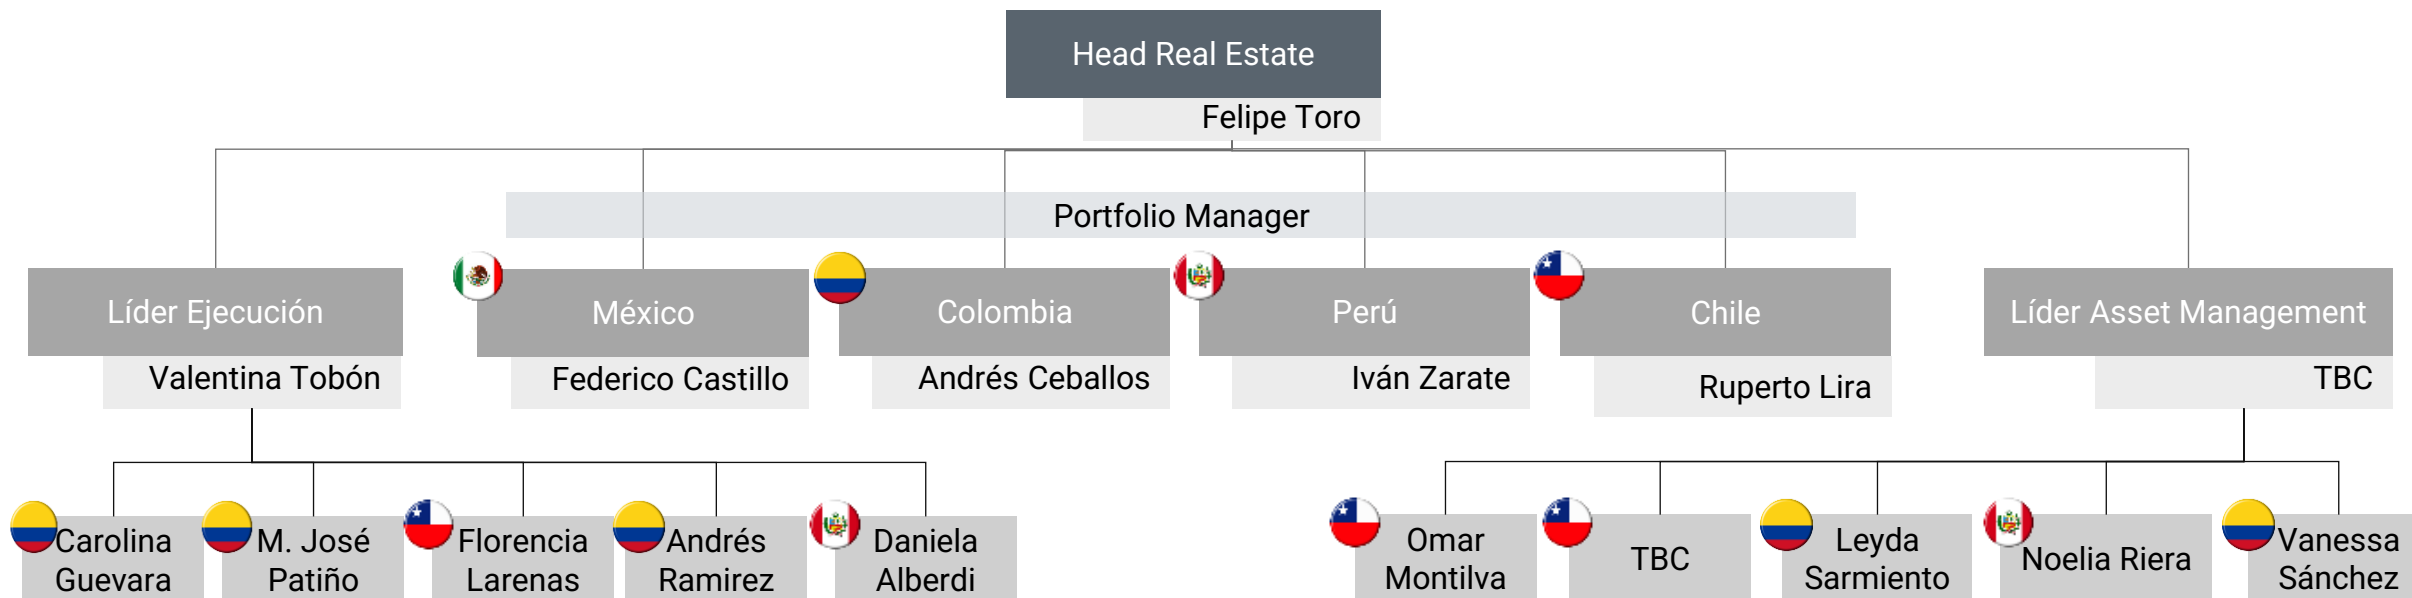 Head Real Estate
Felipe Toro
Portfolio Manager
Líder Ejecución
Valentina Tobón
México
Federico Castillo
Colombia
Andrés Ceballos
Perú
Iván Zarate
Chile
Ruperto Lira
Líder Asset Management
TBC
Carolina
Guevara
M. José
Patiño
Florencia
Larenas
Andrés
Ramirez
Daniela
Alberdi
Omar
Montilva
TBC
Leyda
Sarmiento
Noelia Riera
Vanessa
Sánchez